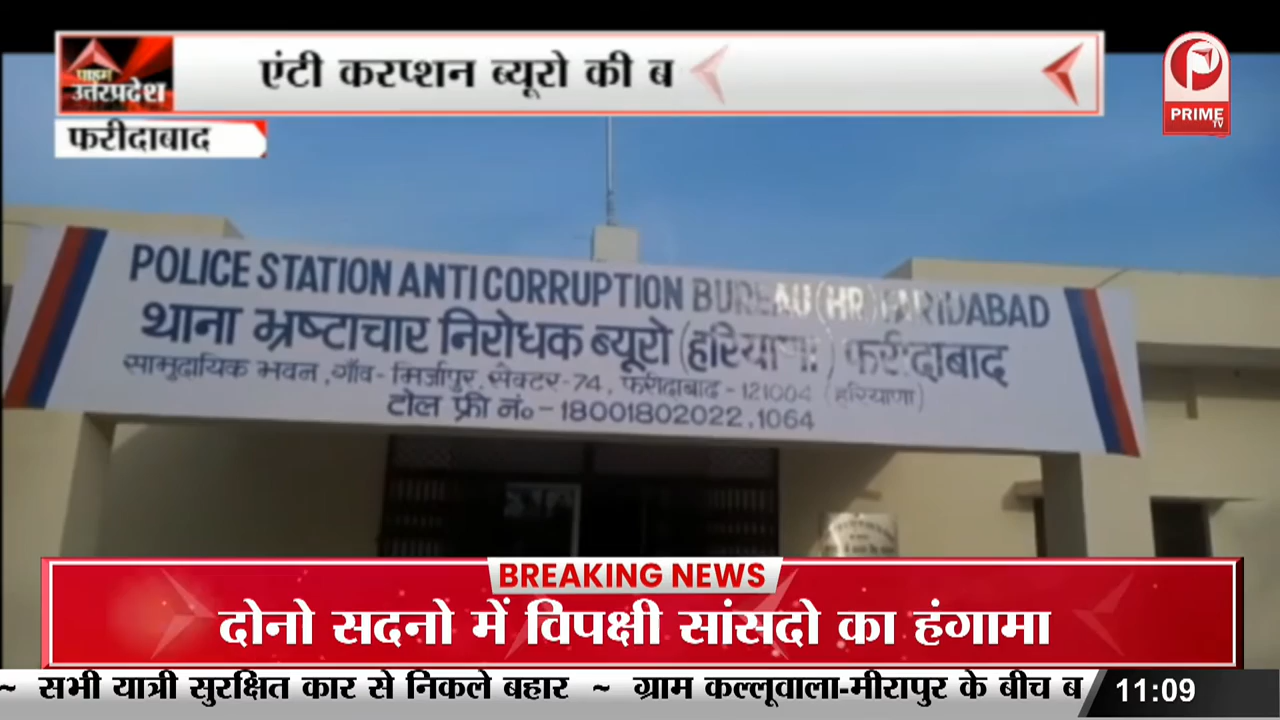 एंटी करप्शन ब्यूरो की ब
प्राइम
उत्तरप्रदेश
PRIME
TV
फरीदाबाद
POLICE STATION ANTI CORRUPTION BUREAU (HR) FARIDABAD
थाना भ्रष्टाचार निरोधक ब्यूरो (हरियाणा) फरीदाबाद
सामुदायिक भवन, गाँव- मिर्जापुर, सेक्टर-74, फरीदाबाद - 121004 (हरियाणा)
टोल फ्री नं० - 18001802022, 1064
BREAKING NEWS
दोनो सदनो में विपक्षी सांसदो का हंगामा
~ सभी यात्री सुरक्षित कार से निकले बहार ~ ग्राम कल्लूवाला-मीरापुर के बीच ब
11:09